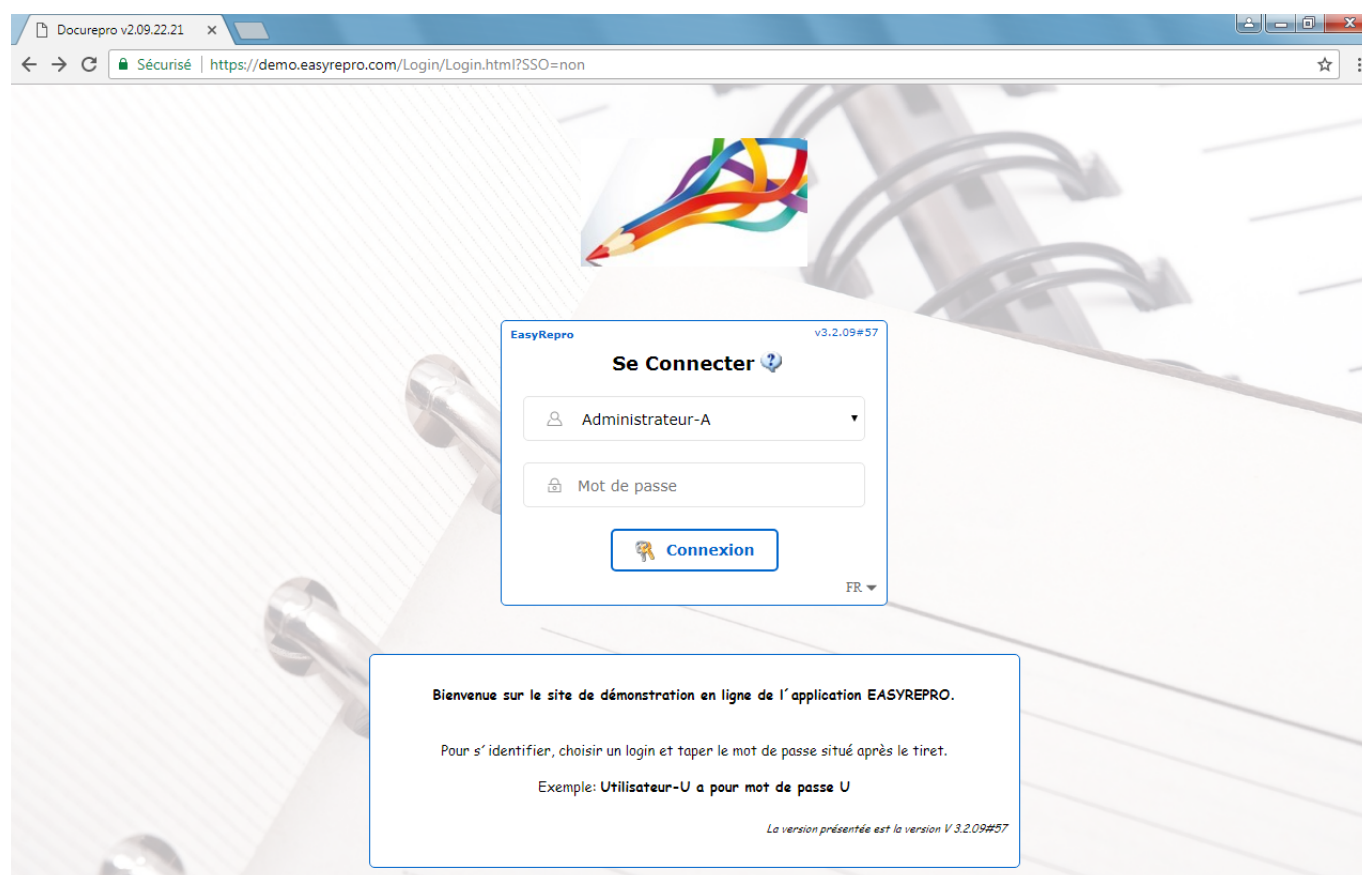 Docurepro v2.09.22.21
Sécurisé | https://demo.easyrepro.com/Login/Login.html?SSO=non
EasyRepro v3.2.09#57
Se Connecter
Administrateur-A
Mot de passe
Connexion
FR
Bienvenue sur le site de démonstration en ligne de l´application EASYREPRO.
Pour s´identifier, choisir un login et taper le mot de passe situé après le tiret.
Exemple: Utilisateur-U a pour mot de passe U
La version présentée est la version V 3.2.09#57